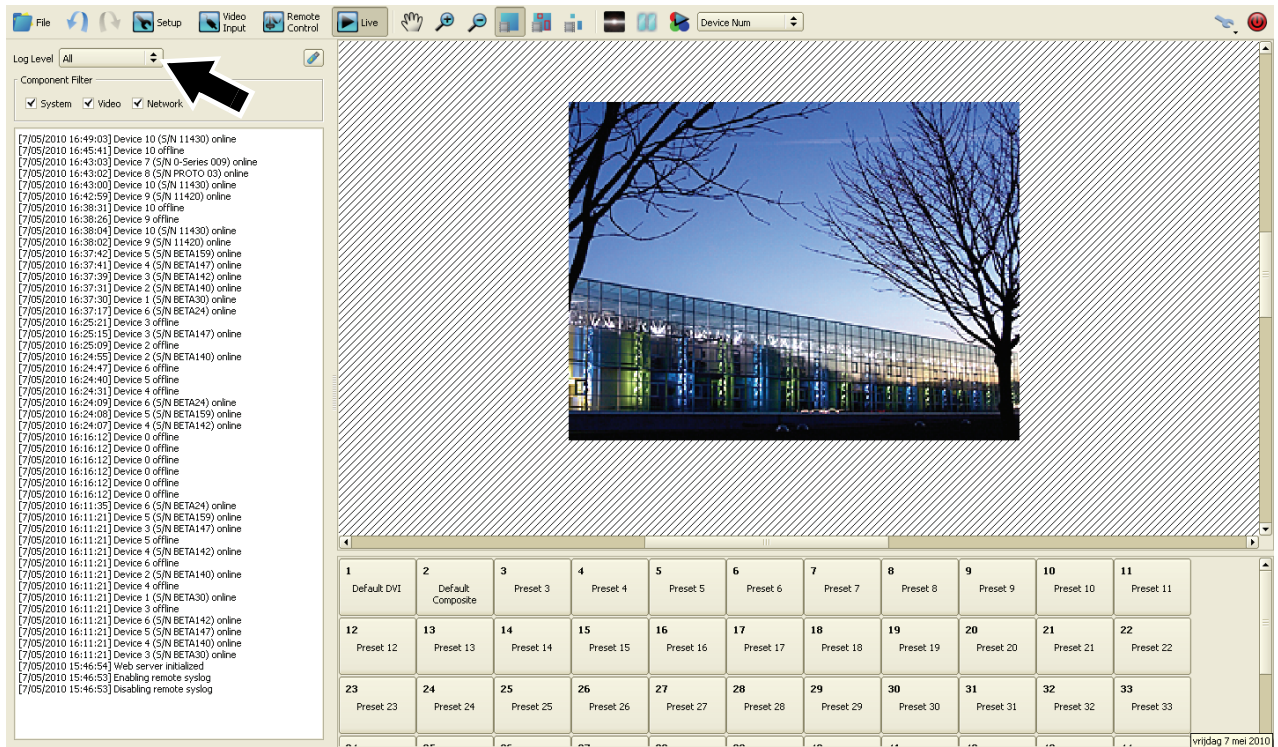 File Setup Video Input Remote Control Live Device Num
Log Level All
Component Filter
System Video Network
[7/05/2010 16:49:03] Device 10 (S/N 11430) online
[7/05/2010 16:45:41] Device 10 offline
[7/05/2010 16:43:03] Device 7 (S/N 0-Series 009) online
[7/05/2010 16:43:02] Device 8 (S/N PROTO 03) online
[7/05/2010 16:43:00] Device 10 (S/N 11430) online
[7/05/2010 16:42:59] Device 9 (S/N 11420) online
[7/05/2010 16:38:31] Device 10 offline
[7/05/2010 16:38:26] Device 9 offline
[7/05/2010 16:38:04] Device 10 (S/N 11430) online
[7/05/2010 16:38:02] Device 9 (S/N 11420) online
[7/05/2010 16:37:42] Device 5 (S/N BETA159) online
[7/05/2010 16:37:41] Device 4 (S/N BETA147) online
[7/05/2010 16:37:39] Device 3 (S/N BETA142) online
[7/05/2010 16:37:31] Device 2 (S/N BETA140) online
[7/05/2010 16:37:30] Device 1 (S/N BETA30) online
[7/05/2010 16:37:17] Device 6 (S/N BETA24) online
[7/05/2010 16:25:21] Device 3 offline
[7/05/2010 16:25:15] Device 3 (S/N BETA147) online
[7/05/2010 16:25:09] Device 2 offline
[7/05/2010 16:24:55] Device 2 (S/N BETA140) online
[7/05/2010 16:24:47] Device 6 offline
[7/05/2010 16:24:40] Device 5 offline
[7/05/2010 16:24:31] Device 4 offline
[7/05/2010 16:24:09] Device 6 (S/N BETA24) online
[7/05/2010 16:24:08] Device 5 (S/N BETA159) online
[7/05/2010 16:24:07] Device 4 (S/N BETA142) online
[7/05/2010 16:16:12] Device 0 offline
[7/05/2010 16:16:12] Device 0 offline
[7/05/2010 16:16:12] Device 0 offline
[7/05/2010 16:16:12] Device 0 offline
[7/05/2010 16:16:12] Device 0 offline
[7/05/2010 16:16:12] Device 0 offline
[7/05/2010 16:11:35] Device 6 (S/N BETA24) online
[7/05/2010 16:11:21] Device 5 (S/N BETA159) online
[7/05/2010 16:11:21] Device 3 (S/N BETA147) online
[7/05/2010 16:11:21] Device 5 offline
[7/05/2010 16:11:21] Device 4 (S/N BETA142) online
[7/05/2010 16:11:21] Device 6 offline
[7/05/2010 16:11:21] Device 2 (S/N BETA140) online
[7/05/2010 16:11:21] Device 4 offline
[7/05/2010 16:11:21] Device 1 (S/N BETA30) online
[7/05/2010 16:11:21] Device 3 offline
[7/05/2010 16:11:21] Device 6 (S/N BETA142) online
[7/05/2010 16:11:21] Device 5 (S/N BETA147) online
[7/05/2010 16:11:21] Device 4 (S/N BETA140) online
[7/05/2010 16:11:21] Device 3 (S/N BETA30) online
[7/05/2010 15:46:54] Web server initialized
[7/05/2010 15:46:53] Enabling remote syslog
[7/05/2010 15:46:53] Disabling remote syslog
1 2 3 4 5 6 7 8 9 10 11
Default DVI Default Composite Preset 3 Preset 4 Preset 5 Preset 6 Preset 7 Preset 8 Preset 9 Preset 10 Preset 11
12 13 14 15 16 17 18 19 20 21 22
Preset 12 Preset 13 Preset 14 Preset 15 Preset 16 Preset 17 Preset 18 Preset 19 Preset 20 Preset 21 Preset 22
23 24 25 26 27 28 29 30 31 32 33
Preset 23 Preset 24 Preset 25 Preset 26 Preset 27 Preset 28 Preset 29 Preset 30 Preset 31 Preset 32 Preset 33
vrijdag 7 mei 2010